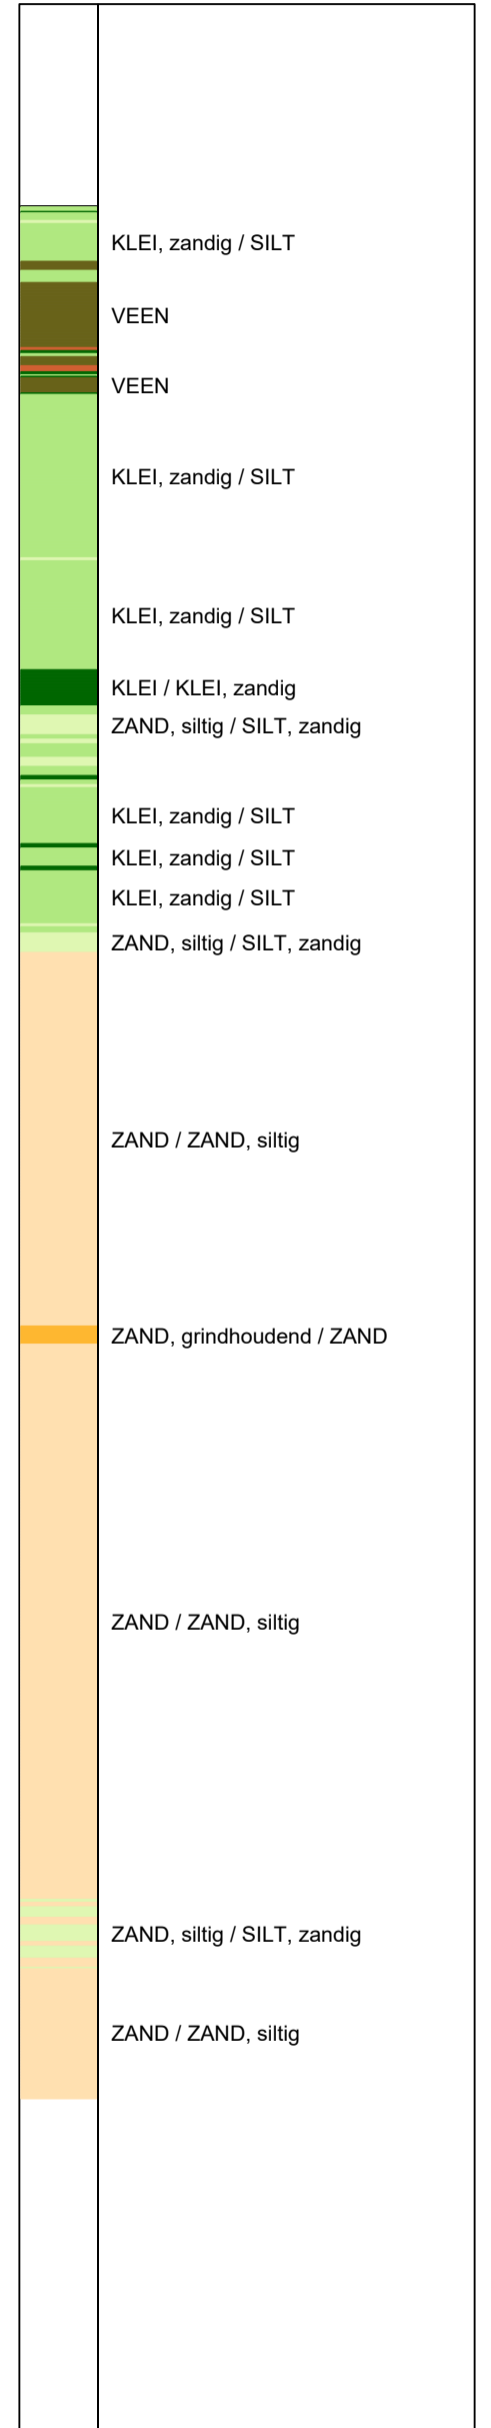 KLEI, zandig / SILT
VEEN
VEEN
KLEI, zandig / SILT
KLEI, zandig / SILT
KLEI / KLEI, zandig
ZAND, siltig / SILT, zandig
KLEI, zandig / SILT
KLEI, zandig / SILT
KLEI, zandig / SILT
ZAND, siltig / SILT, zandig
ZAND / ZAND, siltig
ZAND, grindhoudend / ZAND
ZAND / ZAND, siltig
ZAND, siltig / SILT, zandig
ZAND / ZAND, siltig